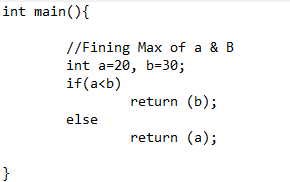 int main(){
//Fining Max of a & B
int a=20, b=30;
if(a<b)
return (b);
else
return (a);
}